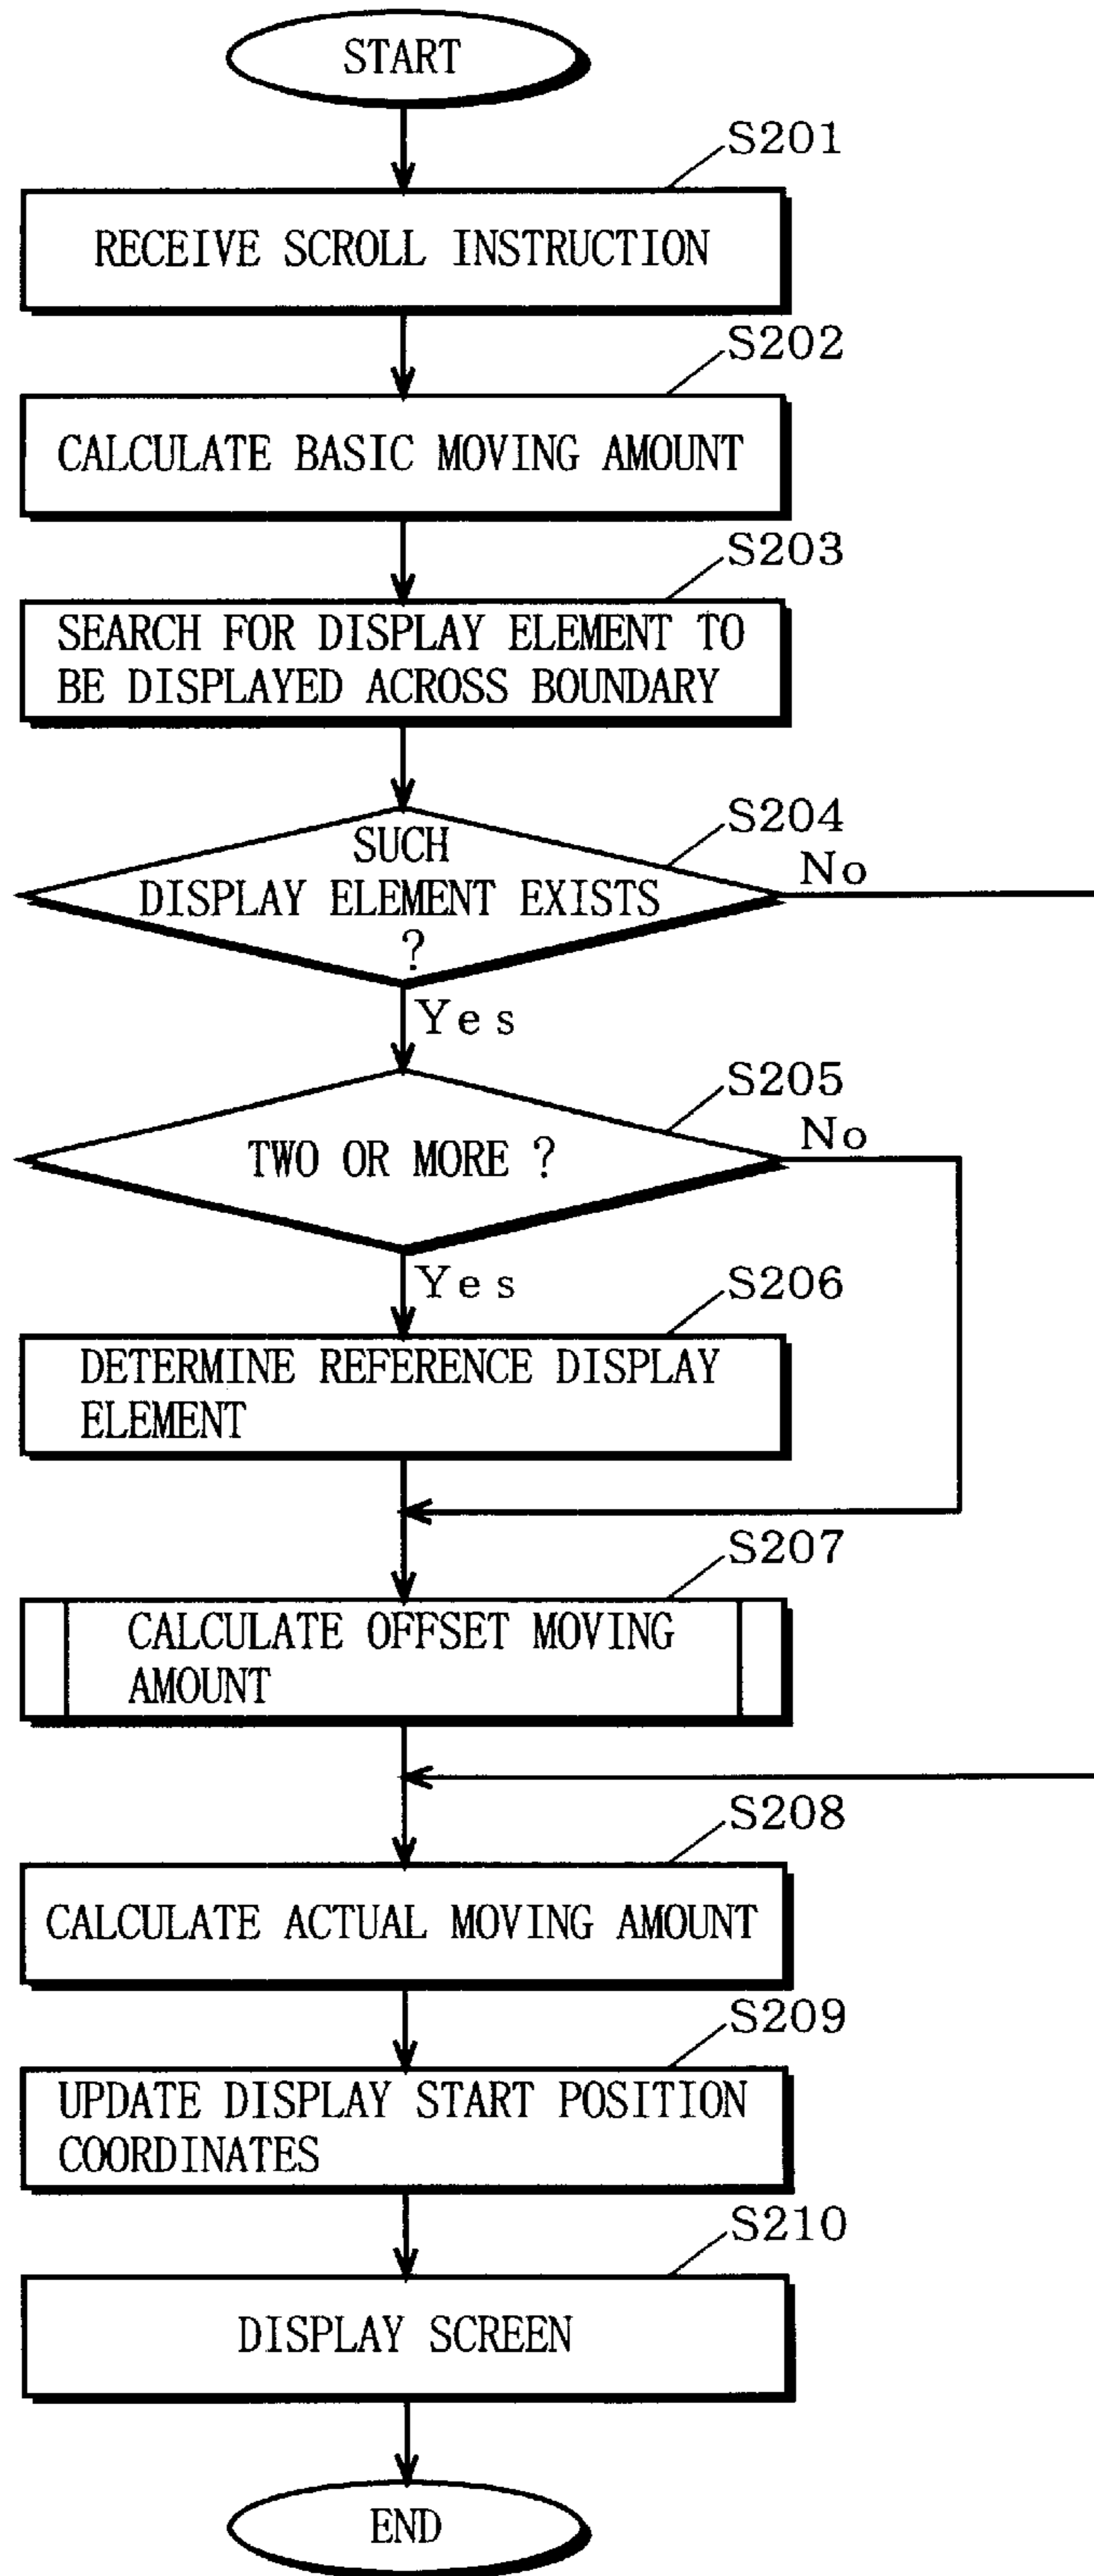 START
S201
RECEIVE SCROLL INSTRUCTION
S202
CALCULATE BASIC MOVING AMOUNT
S203
SEARCH FOR DISPLAY ELEMENT TO
BE DISPLAYED ACROSS BOUNDARY
S204
SUCH
DISPLAY ELEMENT EXISTS
?
No
Yes
S205
TWO OR MORE ?
No
Yes
S206
DETERMINE REFERENCE DISPLAY
ELEMENT
S207
CALCULATE OFFSET MOVING
AMOUNT
S208
CALCULATE ACTUAL MOVING AMOUNT
S209
UPDATE DISPLAY START POSITION
COORDINATES
S210
DISPLAY SCREEN
END